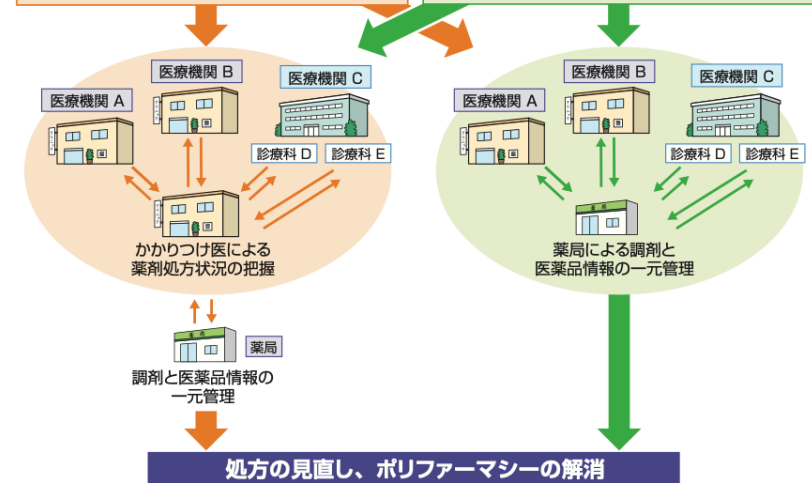 医療機関 A
医療機関 B
医療機関 C
診療科 D
診療科 E
かかりつけ医による
薬剤処方状況の把握
薬局
薬局
調剤と医薬品情報の
一元管理
医療機関 A
医療機関 B
医療機関 C
診療科 D
診療科 E
薬局
薬局による調剤と
医薬品情報の一元管理
処方の見直し、ポリファーマシーの解消